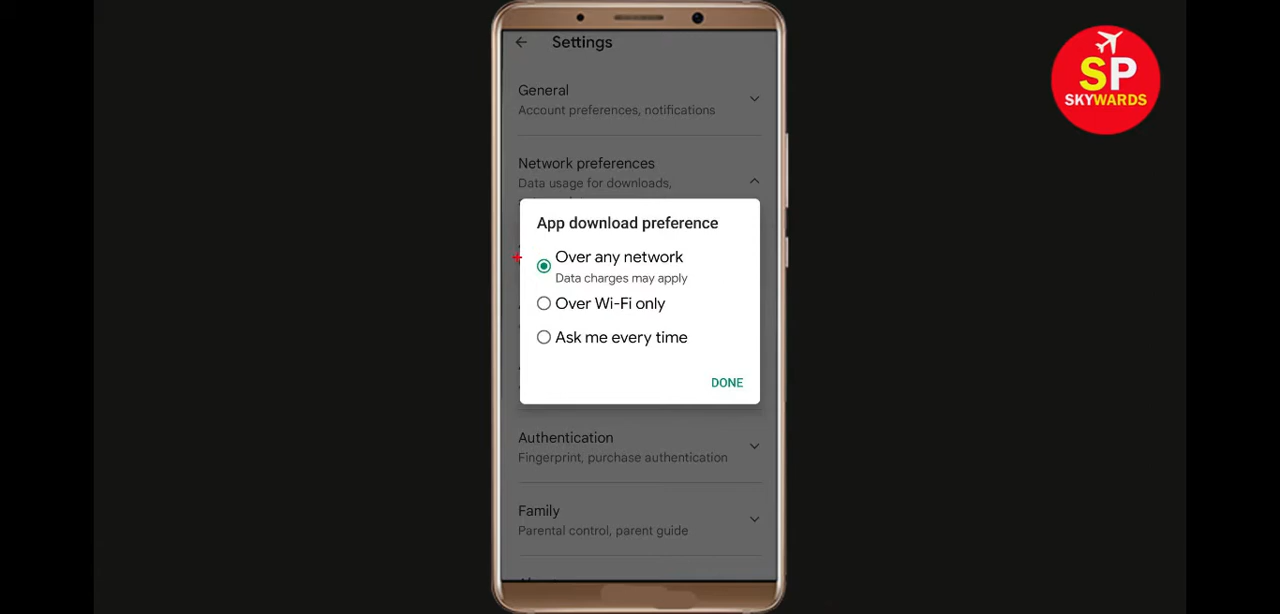 Settings
General
Account preferences, notifications
Network preferences
Data usage for downloads,
App download preference
Over any network
Data charges may apply
Over Wi-Fi only
Ask me every time
DONE
Authentication
Fingerprint, purchase authentication
Family
Parental control, parent guide
SP
SKYWARDS